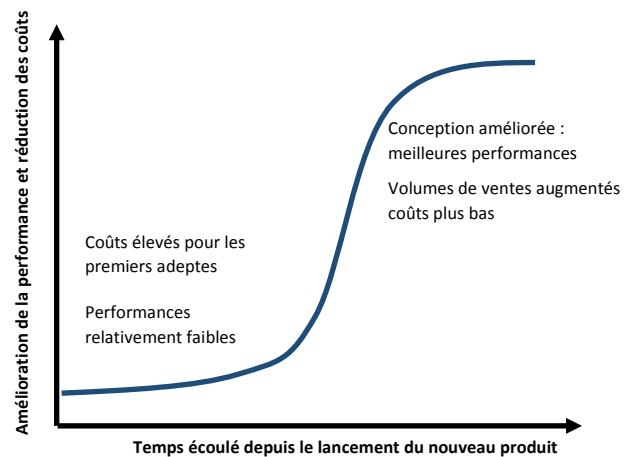 Amélioration de la performance et réduction des coûts
Conception améliorée :
meilleures performances
Volumes de ventes augmentés
coûts plus bas
Coûts élevés pour les
premiers adeptes
Performances
relativement faibles
Temps écoulé depuis le lancement du nouveau produit